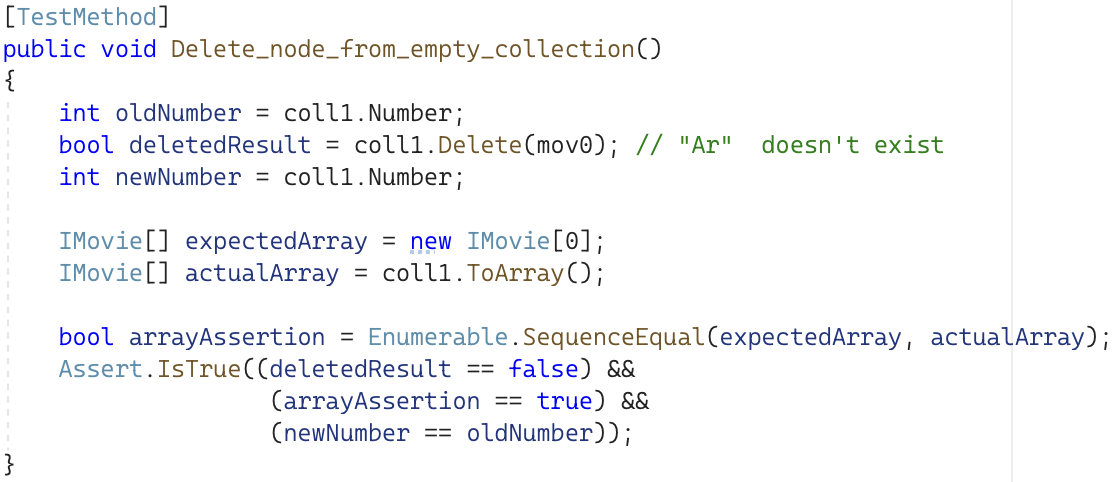 [TestMethod]
public void Delete_node_from_empty_collection()
{
    int oldNumber = coll1.Number;
    bool deletedResult = coll1.Delete(mov0); // "Ar"  doesn't exist
    int newNumber = coll1.Number;

    IMovie[] expectedArray = new IMovie[0];
    IMovie[] actualArray = coll1.ToArray();

    bool arrayAssertion = Enumerable.SequenceEqual(expectedArray, actualArray);
    Assert.IsTrue((deletedResult == false) &&
                   (arrayAssertion == true) &&
                   (newNumber == oldNumber));
}